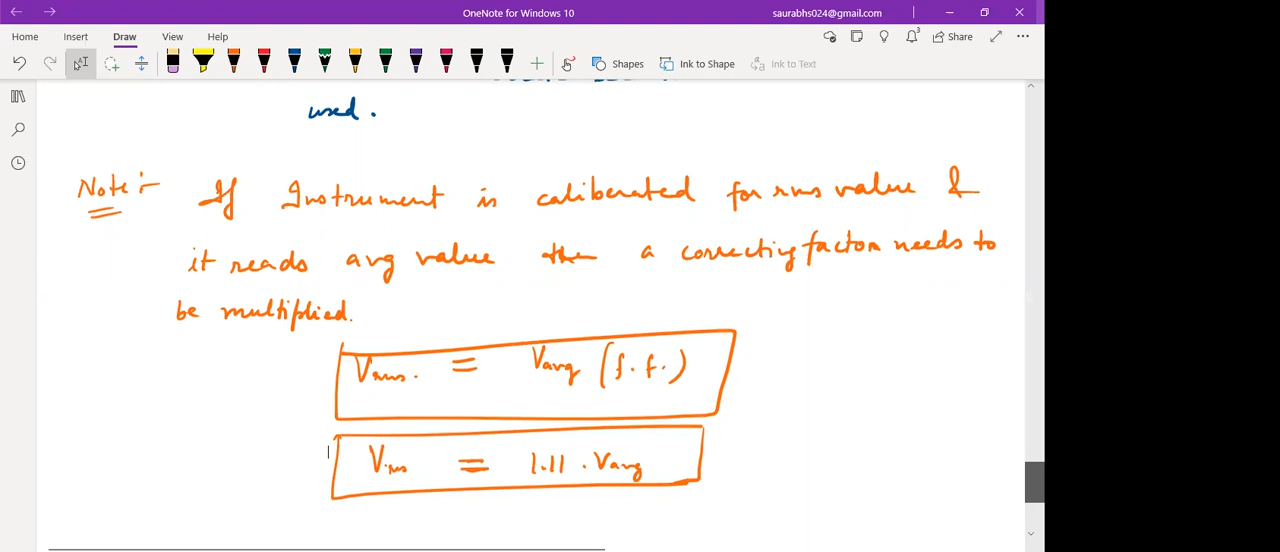 OneNote for Windows 10
saurabhs024@gmail.com
Home Insert Draw View Help
Share
Shapes Ink to Shape Ink to Text
used.
Note:- If Instrument is caliberated for rms value &
it reads avg value then a correcting factor needs to
be multiplied.
Vrms. = Vavg (f.f.)
Vrms = 1.11 . Vavg